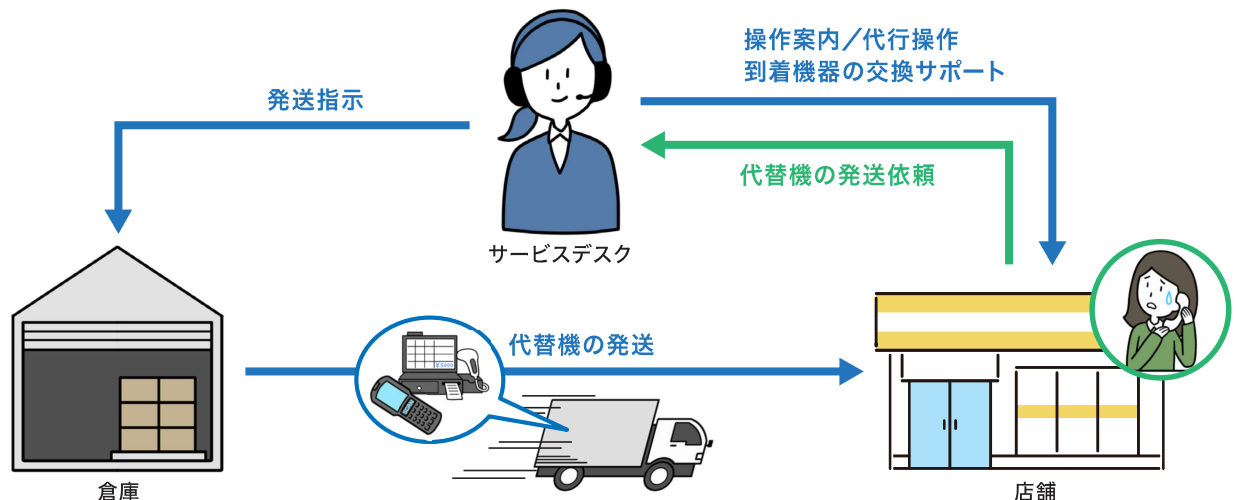 操作案内／代行操作
到着機器の交換サポート
発送指示
代替機の発送依頼
サービスデスク
代替機の発送
倉庫
店舗